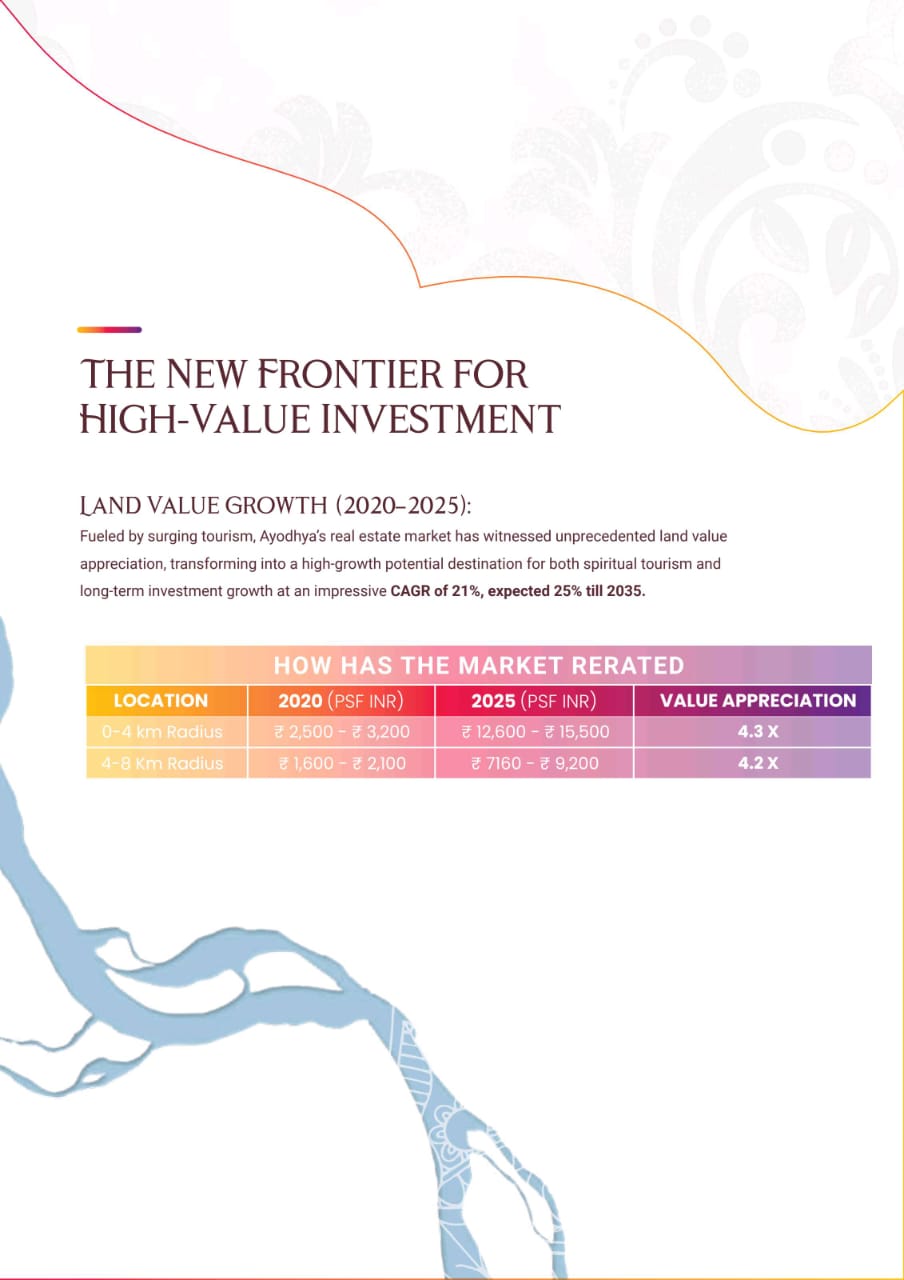 The New Frontier for
High-Value Investment
Land Value Growth (2020–2025):
Fueled by surging tourism, Ayodhya's real estate market has witnessed unprecedented land value
appreciation, transforming into a high-growth potential destination for both spiritual tourism and
long-term investment growth at an impressive CAGR of 21%, expected 25% till 2035.
HOW HAS THE MARKET RERATED
LOCATION 2020 (PSF INR) 2025 (PSF INR) VALUE APPRECIATION
0-4 km Radius ₹ 2,500 - ₹ 3,200 ₹ 12,600 - ₹ 15,500 4.3 X
4-8 Km Radius ₹ 1,600 - ₹ 2,100 ₹ 7160 - ₹ 9,200 4.2 X